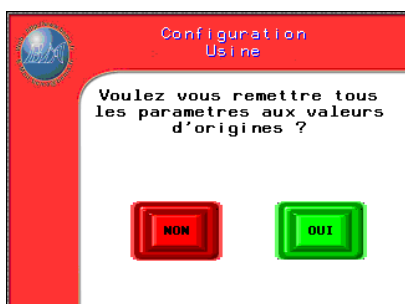 Configuration
Usine
Voulez vous remettre tous
les parametres aux valeurs
d'origines ?
NON
OUI